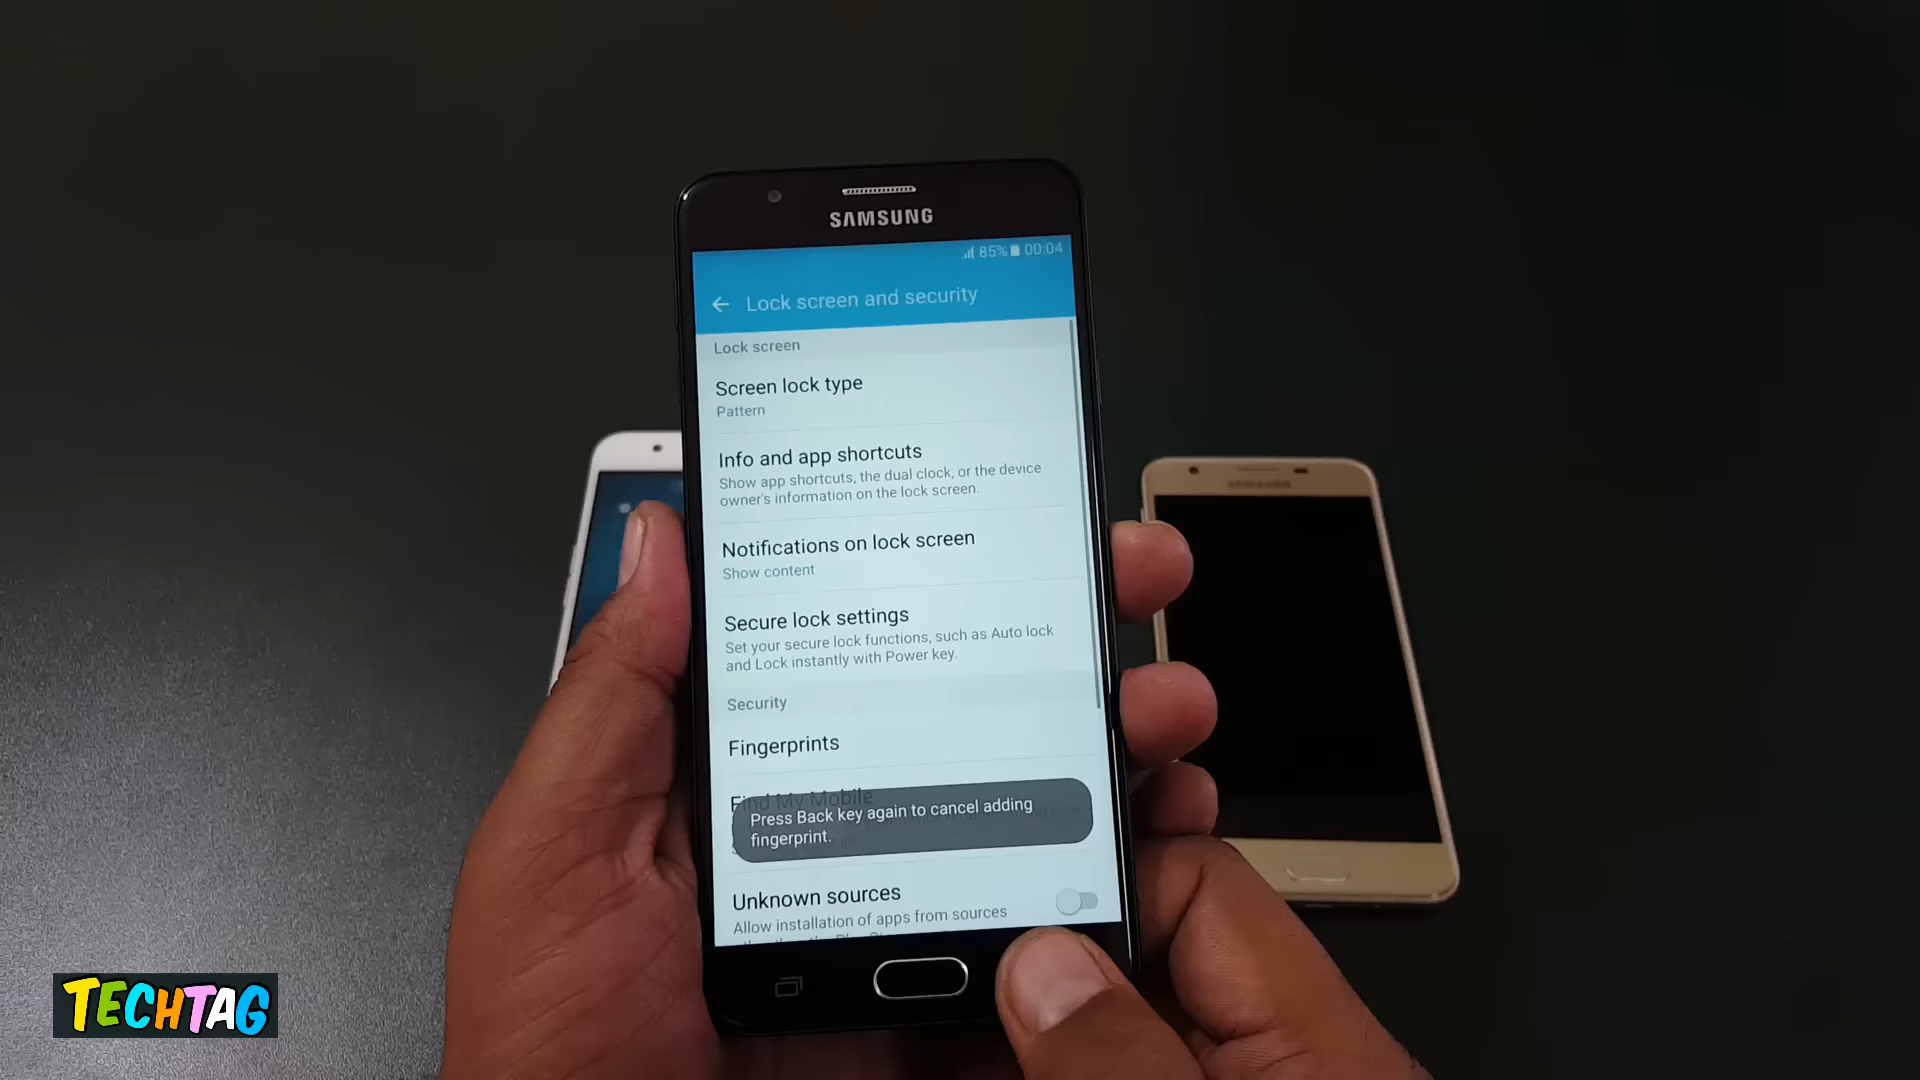 SAMSUNG
85% 00:04
Lock screen and security
Lock screen
Screen lock type
Pattern
Info and app shortcuts
Show app shortcuts, the dual clock, or the device
owner's information on the lock screen.
Notifications on lock screen
Show content
Secure lock settings
Set your secure lock functions, such as Auto lock
and Lock instantly with Power key.
Security
Fingerprints
Find My Mobile
Press Back key again to cancel adding
fingerprint.
Unknown sources
Allow installation of apps from sources
SAMSUNG
TECHTAG